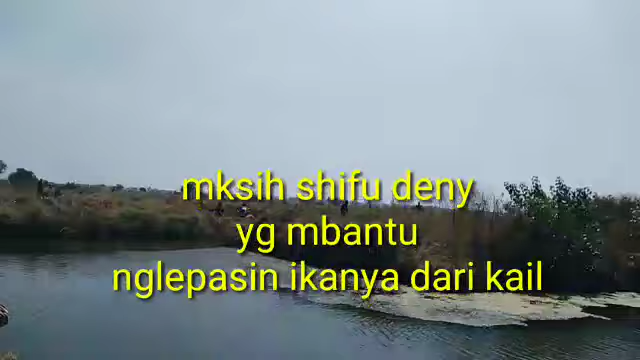 mksih shifu deny
yg mbantu
nglepasin ikanya dari kail